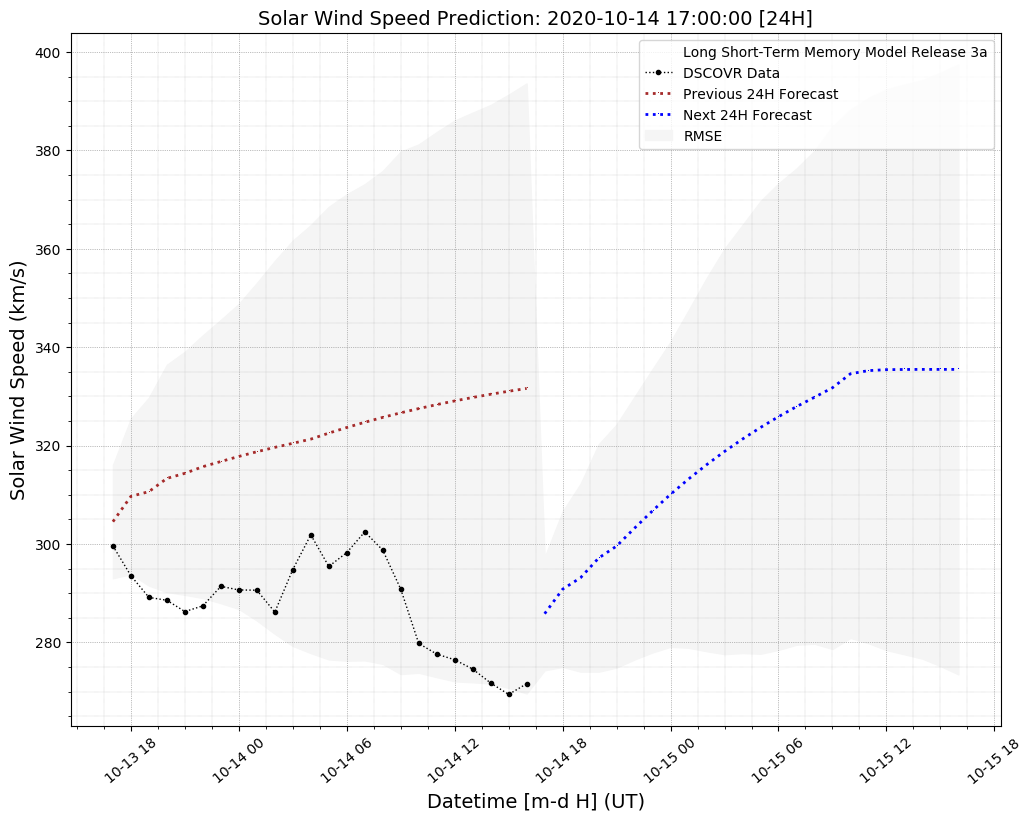 Solar Wind Speed Prediction: 2020-10-14 17:00:00 [24H]
Long Short-Term Memory Model Release 3a
DSCOVR Data
Previous 24H Forecast
Next 24H Forecast
RMSE
Solar Wind Speed (km/s)
400
380
360
340
320
300
280
10-13 18
10-14 00
10-14 06
10-14 12
10-14 18
10-15 00
10-15 06
10-15 12
10-15 18
Datetime [m-d H] (UT)